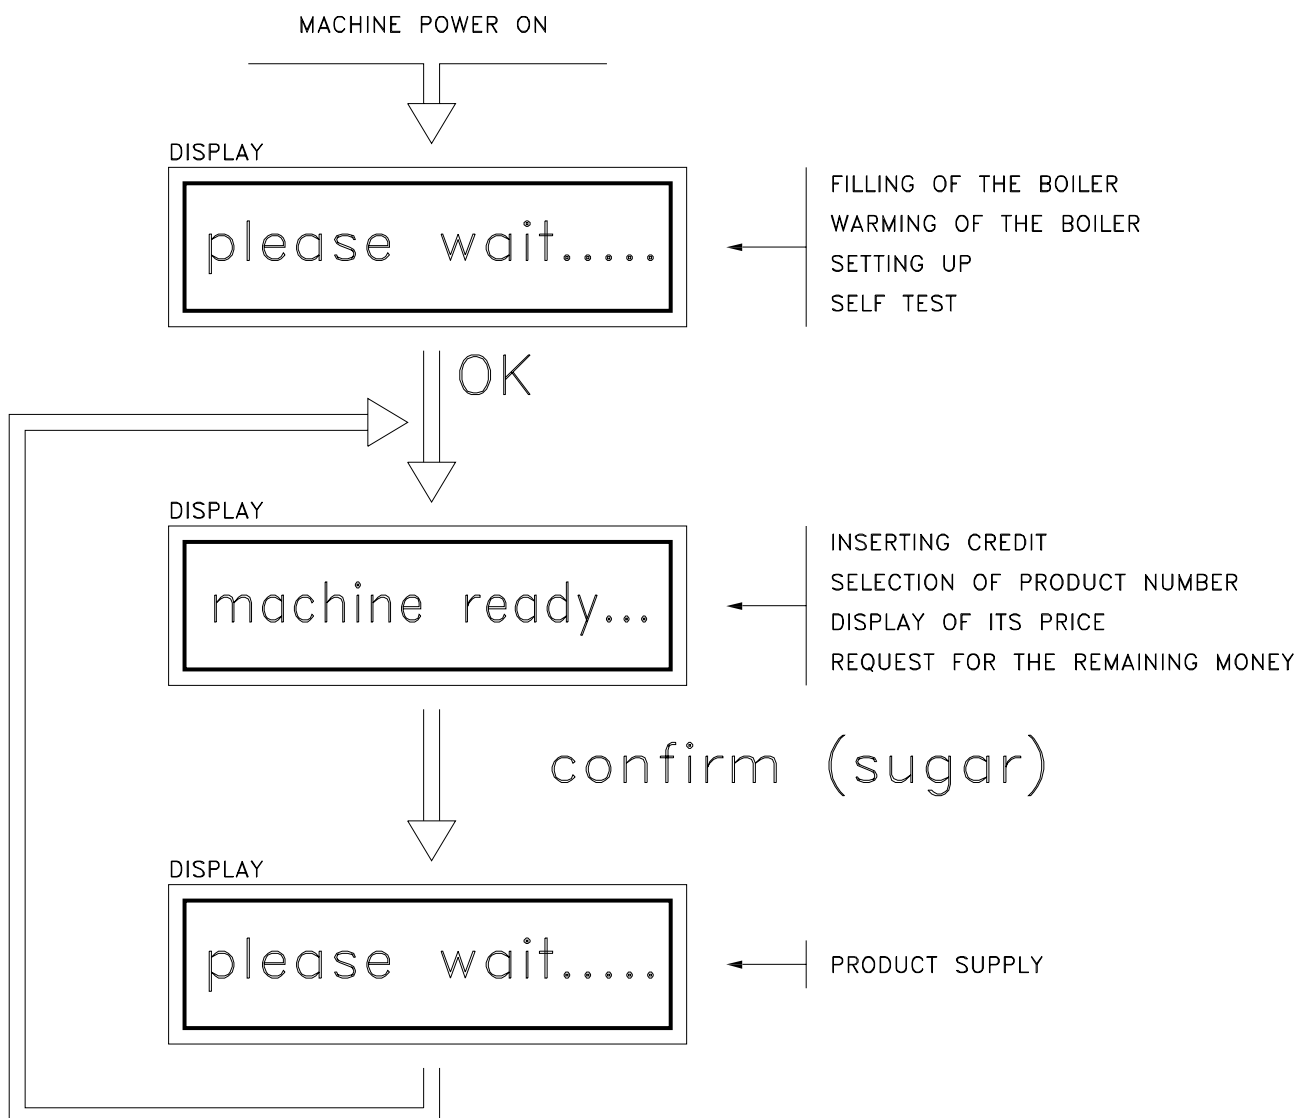 MACHINE POWER ON
DISPLAY
please wait.....
FILLING OF THE BOILER
WARMING OF THE BOILER
SETTING UP
SELF TEST
OK
DISPLAY
machine ready...
INSERTING CREDIT
SELECTION OF PRODUCT NUMBER
DISPLAY OF ITS PRICE
REQUEST FOR THE REMAINING MONEY
confirm (sugar)
DISPLAY
please wait.....
PRODUCT SUPPLY